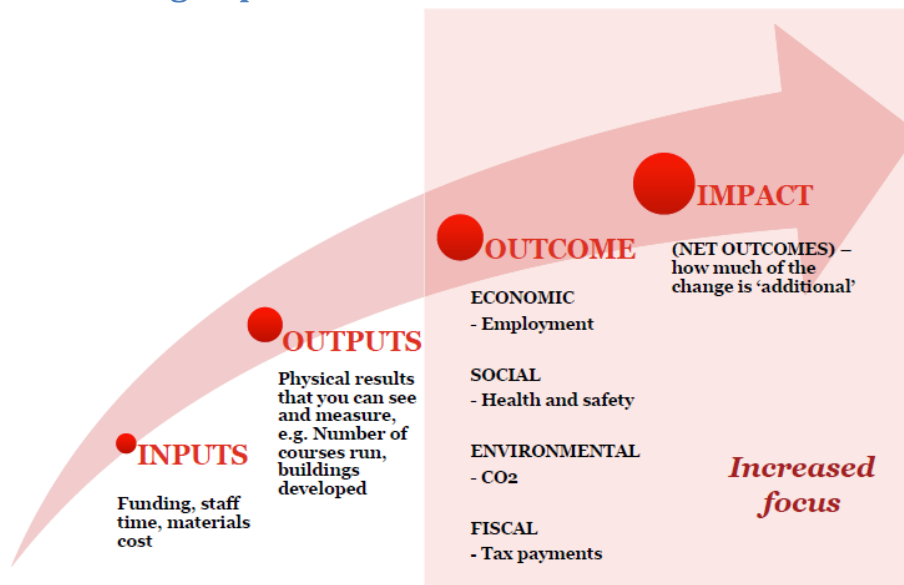 INPUTS
Funding, staff
time, materials
cost
OUTPUTS
Physical results
that you can see
and measure,
e.g. Number of
courses run,
buildings
developed
OUTCOME
ECONOMIC
- Employment
SOCIAL
- Health and safety
ENVIRONMENTAL
- CO2
FISCAL
- Tax payments
IMPACT
(NET OUTCOMES) –
how much of the
change is ‘additional’
Increased
focus